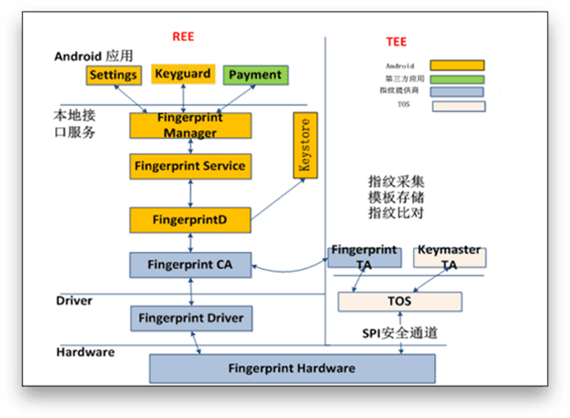 REE
TEE
Android 应用
Settings
Keyguard
Payment
Android
第三方应用
指纹提供商
TOS
本地接
口服务
Fingerprint
Manager
Keystore
Fingerprint Service
指纹采集
模板存储
指纹比对
FingerprintD
Fingerprint CA
Fingerprint
TA
Keymaster
TA
Driver
TOS
Fingerprint Driver
SPI安全通道
Hardware
Fingerprint Hardware